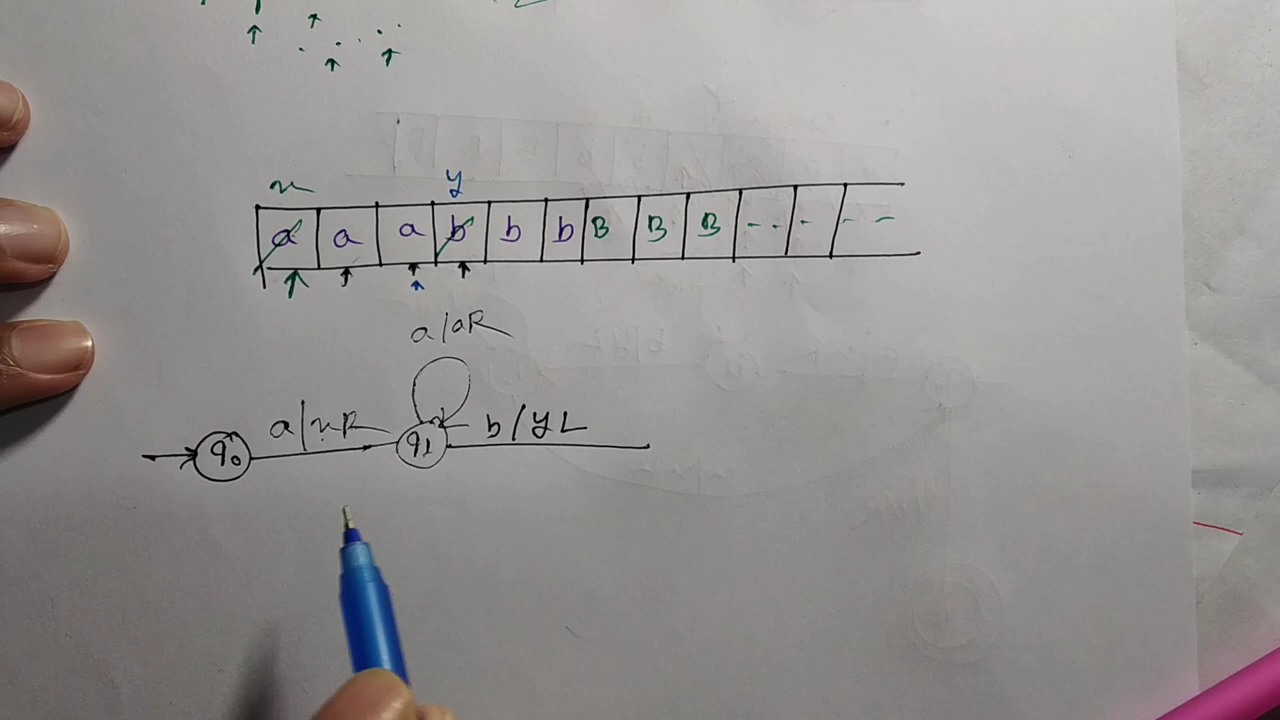 x y
a a a b b b B B B - - - - -
a/aR
a/xR b/yL
q0 q1